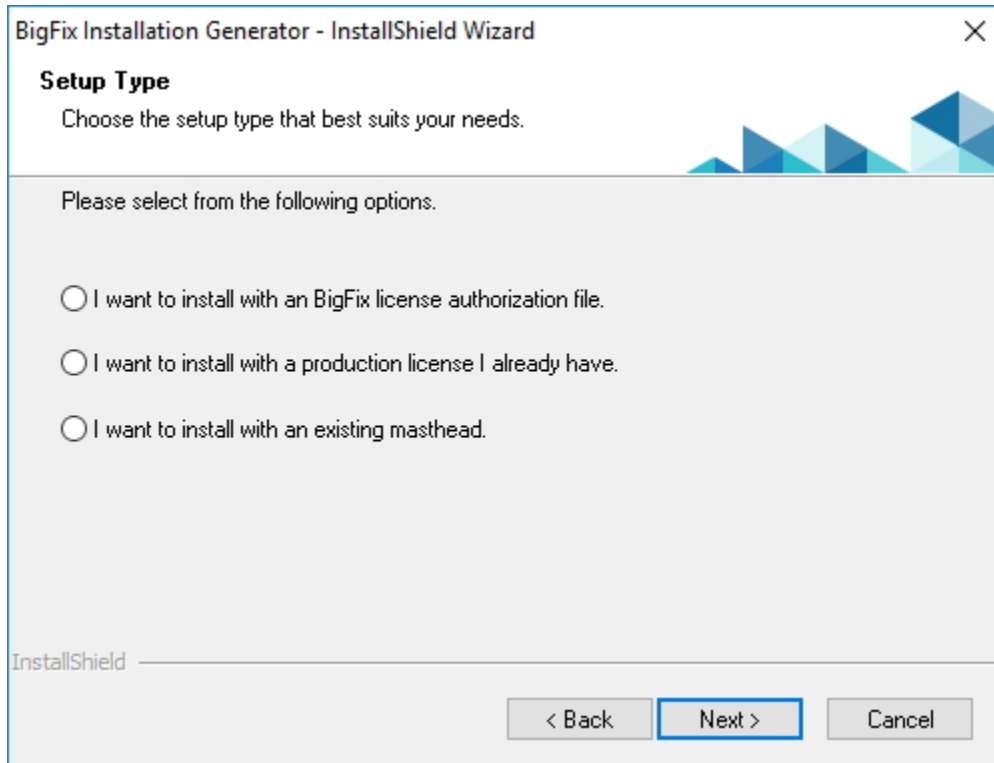 BigFix Installation Generator - InstallShield Wizard
Setup Type
Choose the setup type that best suits your needs.
Please select from the following options.
I want to install with an BigFix license authorization file.
I want to install with a production license I already have.
I want to install with an existing masthead.
InstallShield
< Back Next > Cancel